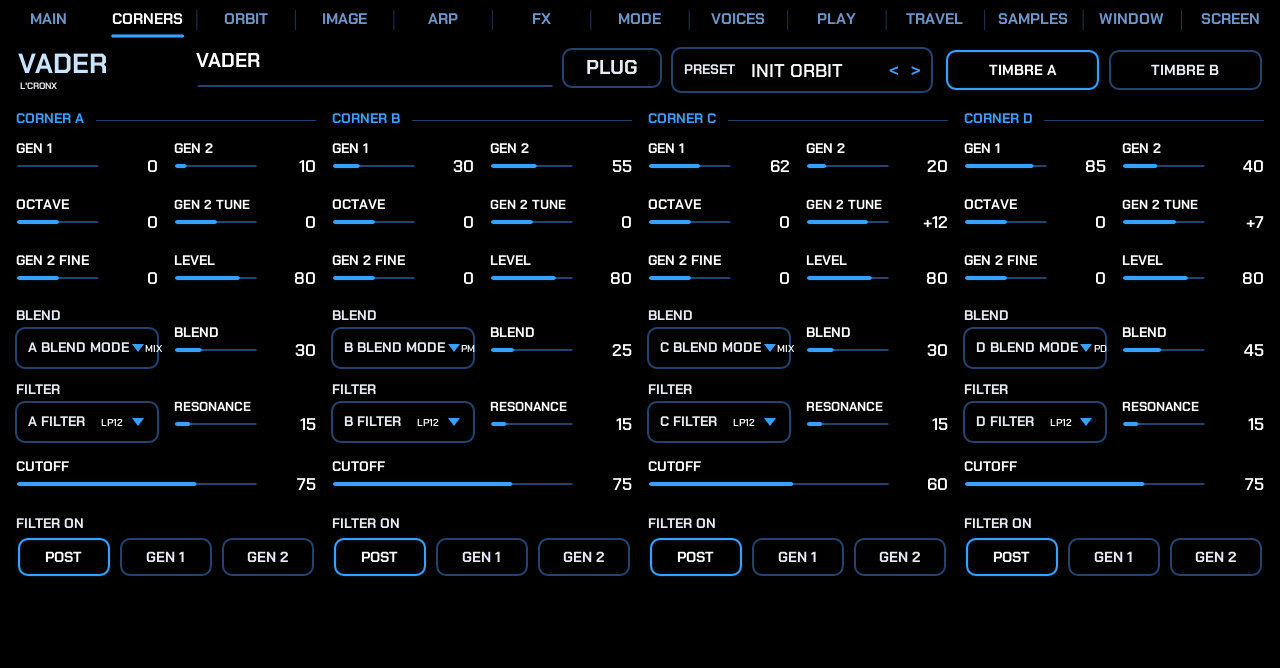 MAIN CORNERS ORBIT IMAGE ARP FX MODE VOICES PLAY TRAVEL SAMPLES WINDOW SCREEN
VADER
L'CRONX
VADER
PLUG
PRESET INIT ORBIT < >
TIMBRE A
TIMBRE B
CORNER A CORNER B CORNER C CORNER D
GEN 1 GEN 2 GEN 1 GEN 2 GEN 1 GEN 2 GEN 1 GEN 2
0 10 30 55 62 20 85 40
OCTAVE GEN 2 TUNE OCTAVE GEN 2 TUNE OCTAVE GEN 2 TUNE OCTAVE GEN 2 TUNE
0 0 0 0 0 +12 0 +7
GEN 2 FINE LEVEL GEN 2 FINE LEVEL GEN 2 FINE LEVEL GEN 2 FINE LEVEL
0 80 0 80 0 80 0 80
BLEND BLEND BLEND BLEND
BLEND BLEND BLEND BLEND
A BLEND MODE MIX 30 B BLEND MODE PM 25 C BLEND MODE MIX 30 D BLEND MODE PD 45
FILTER FILTER FILTER FILTER
RESONANCE RESONANCE RESONANCE RESONANCE
A FILTER LP12 15 B FILTER LP12 15 C FILTER LP12 15 D FILTER LP12 15
CUTOFF CUTOFF CUTOFF CUTOFF
75 75 60 75
FILTER ON FILTER ON FILTER ON FILTER ON
POST GEN 1 GEN 2 POST GEN 1 GEN 2 POST GEN 1 GEN 2 POST GEN 1 GEN 2